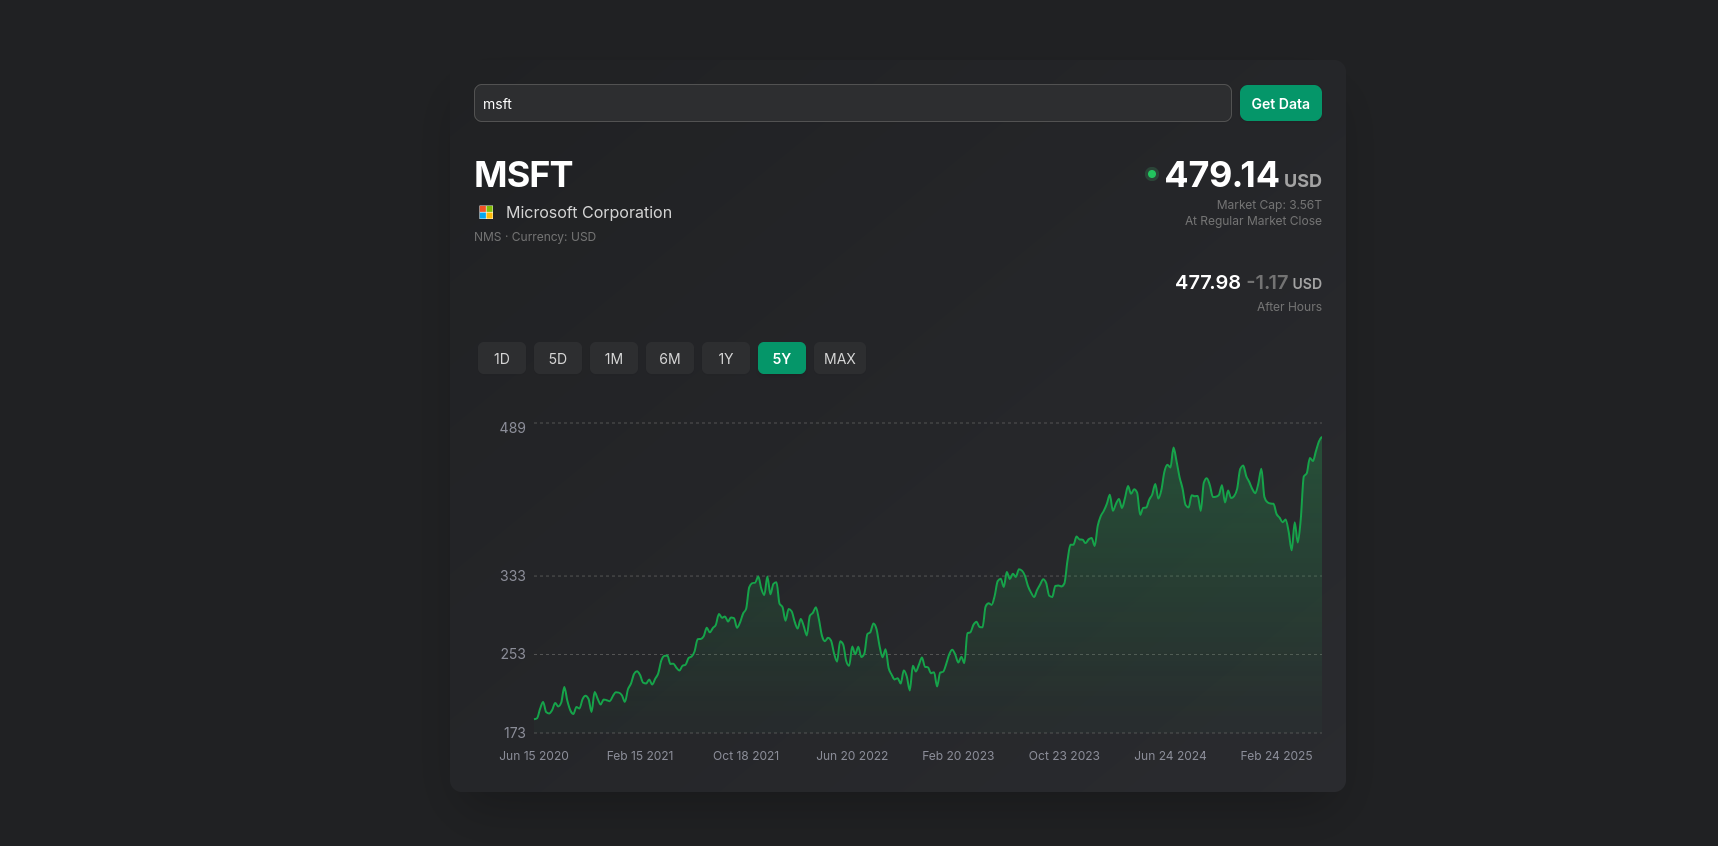 msft
Get Data
MSFT
479.14 USD
Microsoft Corporation
Market Cap: 3.56T
At Regular Market Close
NMS · Currency: USD
477.98 -1.17 USD
After Hours
1D 5D 1M 6M 1Y 5Y MAX
489
333
253
173
Jun 15 2020 Feb 15 2021 Oct 18 2021 Jun 20 2022 Feb 20 2023 Oct 23 2023 Jun 24 2024 Feb 24 2025